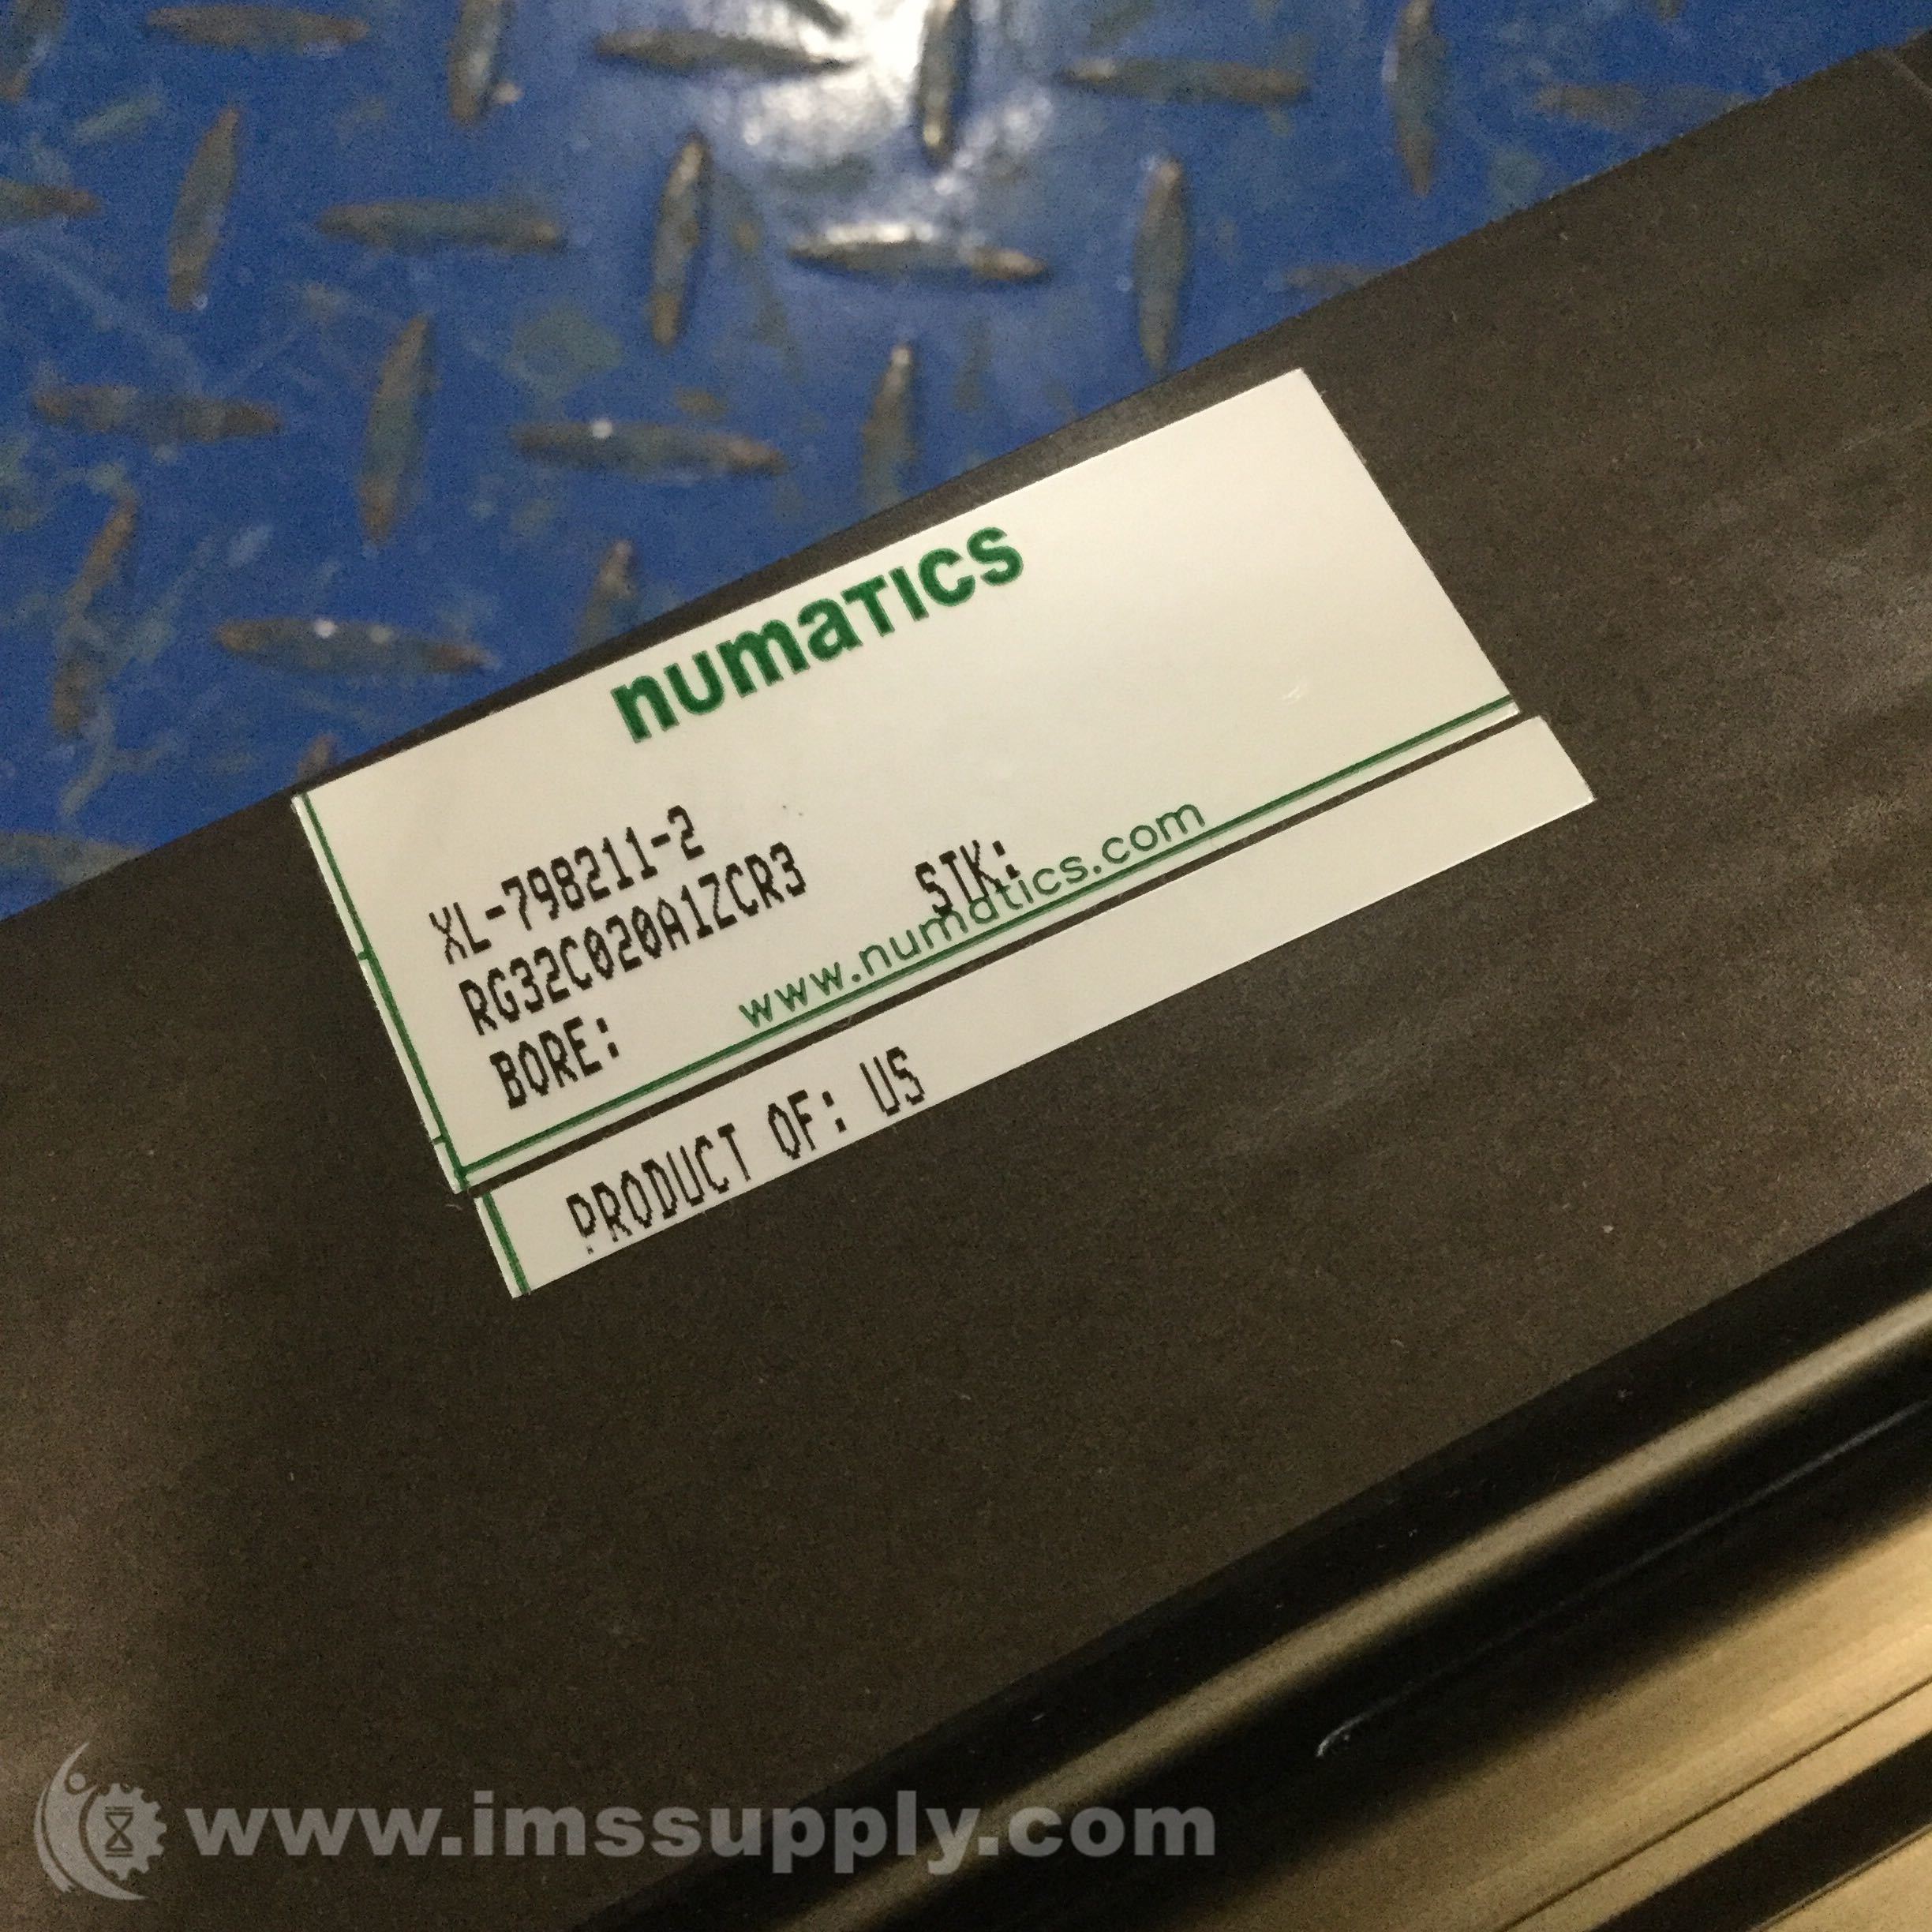 numatics
XL-798211-2
RG32C020A1ZCR3
BORE: STK:
www.numatics.com
PRODUCT OF: US
www.imssupply.com